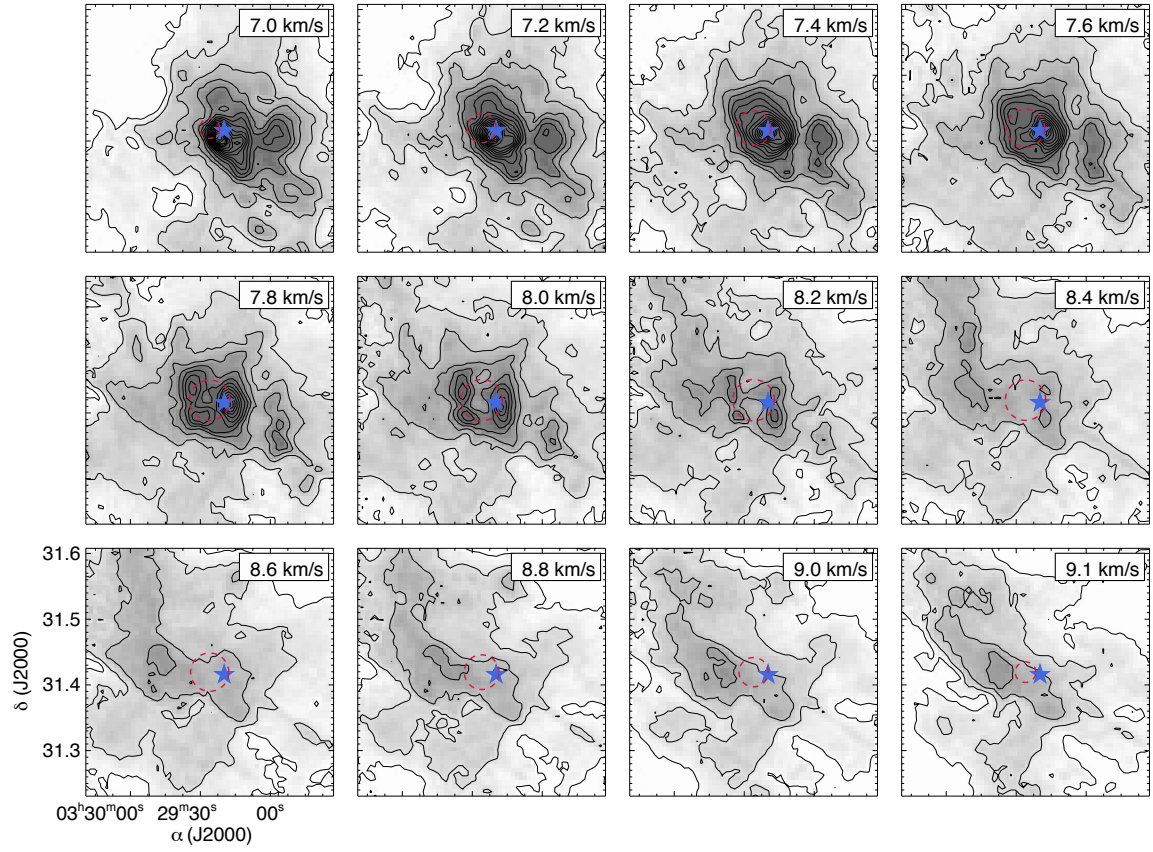 7.0 km/s
7.2 km/s
7.4 km/s
7.6 km/s
7.8 km/s
8.0 km/s
8.2 km/s
8.4 km/s
8.6 km/s
8.8 km/s
9.0 km/s
9.1 km/s
31.6
31.5
31.4
31.3
δ (J2000)
03ʰ30ᵐ00ˢ 29ᵐ30ˢ 00ˢ
α (J2000)